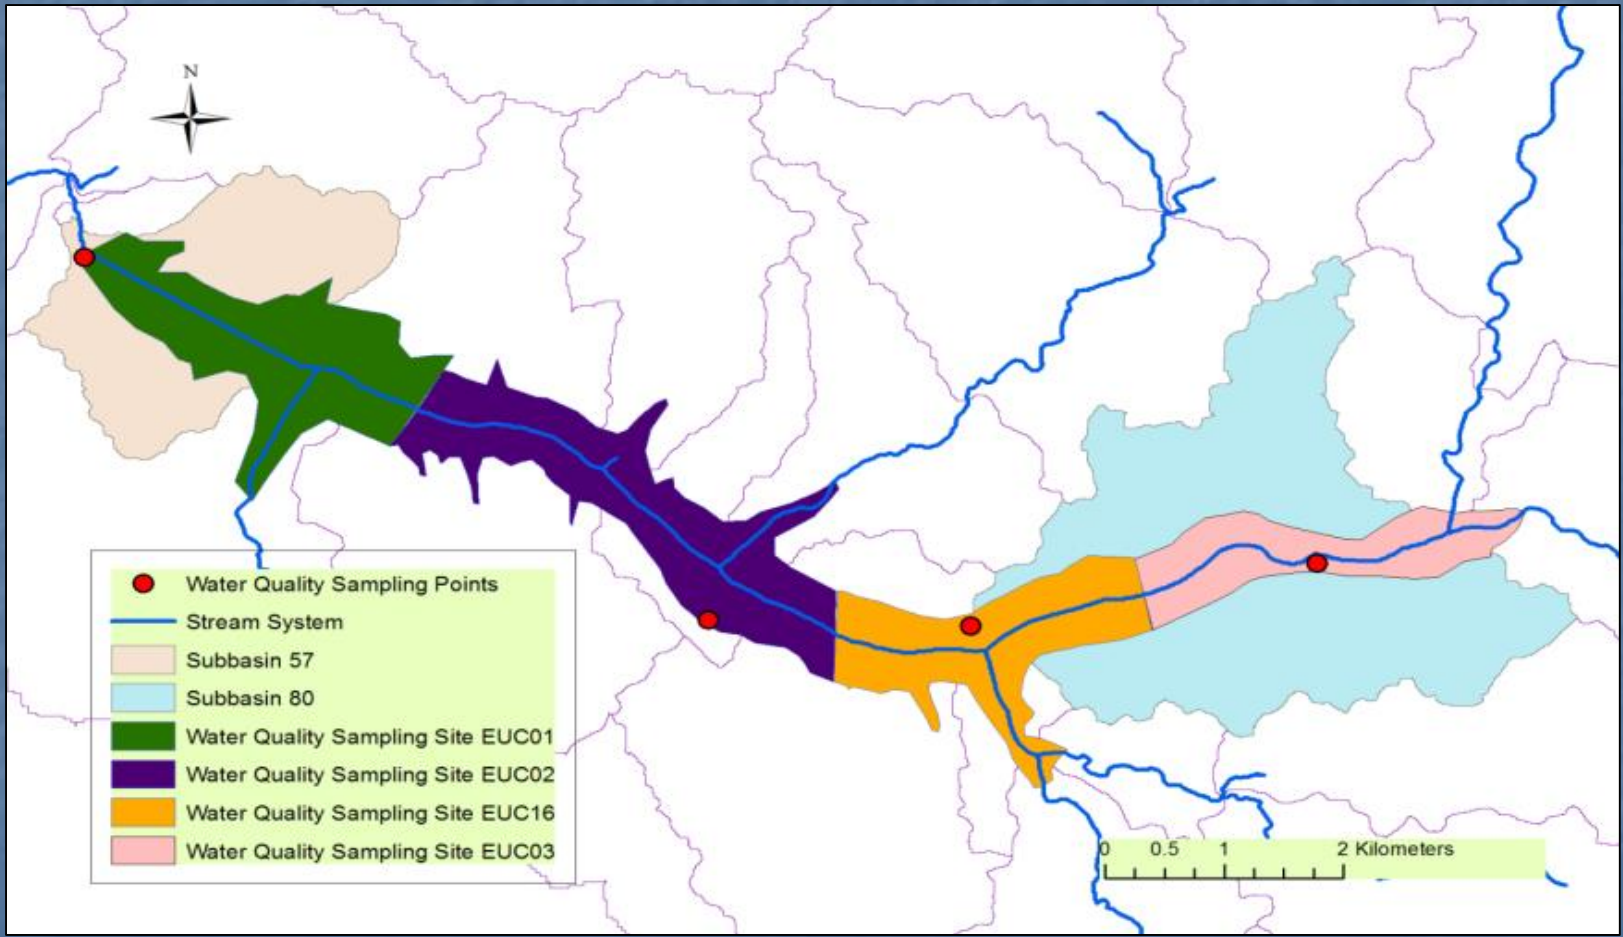 N
Water Quality Sampling Points
Stream System
Subbasin 57
Subbasin 80
Water Quality Sampling Site EUC01
Water Quality Sampling Site EUC02
Water Quality Sampling Site EUC16
Water Quality Sampling Site EUC03
0 0.5 1 2 Kilometers